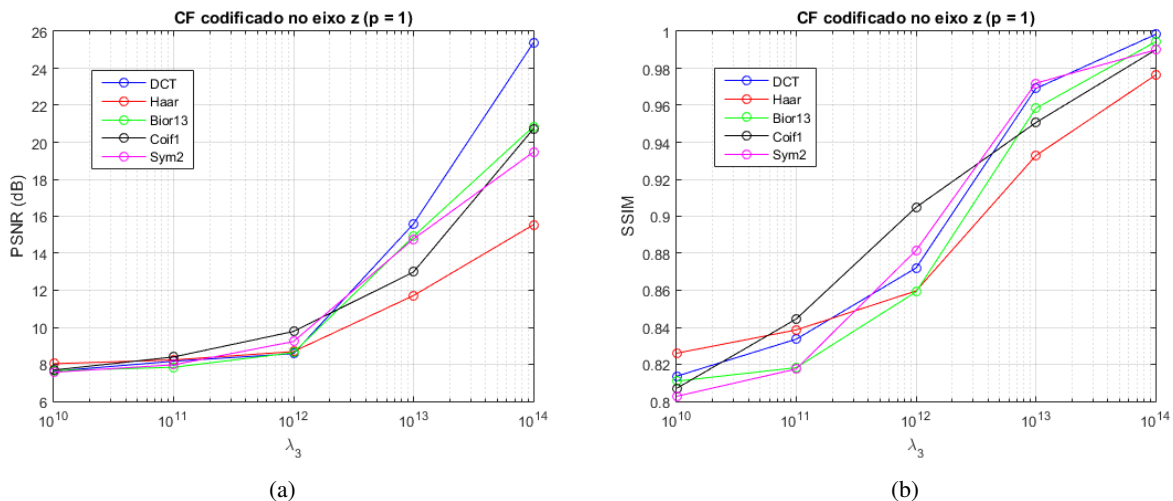 CF codificado no eixo z (p = 1)
PSNR (dB)
26
24
22
20
18
16
14
12
10
8
6
DCT
Haar
Bior13
Coif1
Sym2
10^10
10^11
10^12
10^13
10^14
λ_3
(a)
CF codificado no eixo z (p = 1)
SSIM
1
0.98
0.96
0.94
0.92
0.9
0.88
0.86
0.84
0.82
0.8
DCT
Haar
Bior13
Coif1
Sym2
10^10
10^11
10^12
10^13
10^14
λ_3
(b)